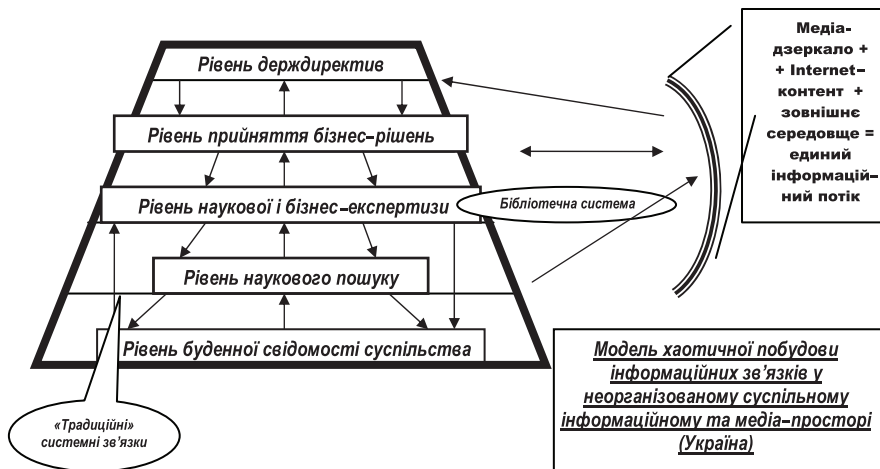 Рівень держдиректив
Рівень прийняття бізнес–рішень
Рівень наукової і бізнес–експертизи
Бібліотечна система
Рівень наукового пошуку
Рівень буденної свідомості суспільства
«Традиційні»
системні зв'язки
Медіа-
дзеркало +
+ Internet–
контент +
зовнішнє
середовще =
единий
інформацій–
ний потік
Модель хаотичної побудови
інформаційних зв'язків у
неорганізованому суспільному
інформаційному та медіа–просторі
(Україна)